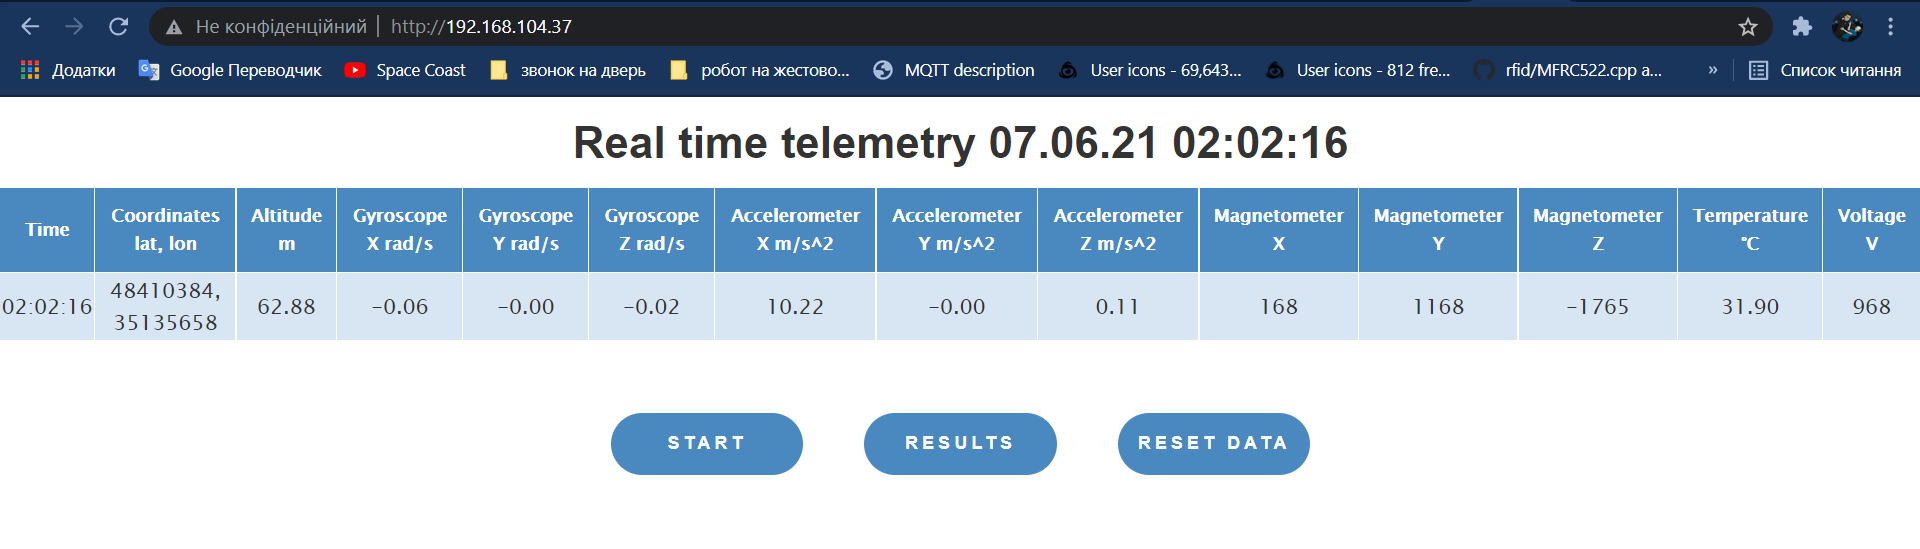 Не конфіденційний | http://192.168.104.37
Додатки Google Переводчик Space Coast звонок на дверь робот на жестово... MQTT description User icons - 69,643... User icons - 812 fre... rfid/MFRC522.cpp a... » Список читання
Real time telemetry 07.06.21 02:02:16
Time Coordinates lat, lon Altitude m Gyroscope X rad/s Gyroscope Y rad/s Gyroscope Z rad/s Accelerometer X m/s^2 Accelerometer Y m/s^2 Accelerometer Z m/s^2 Magnetometer X Magnetometer Y Magnetometer Z Temperature °C Voltage V
02:02:16 48410384, 35135658 62.88 -0.06 -0.00 -0.02 10.22 -0.00 0.11 168 1168 -1765 31.90 968
START RESULTS RESET DATA